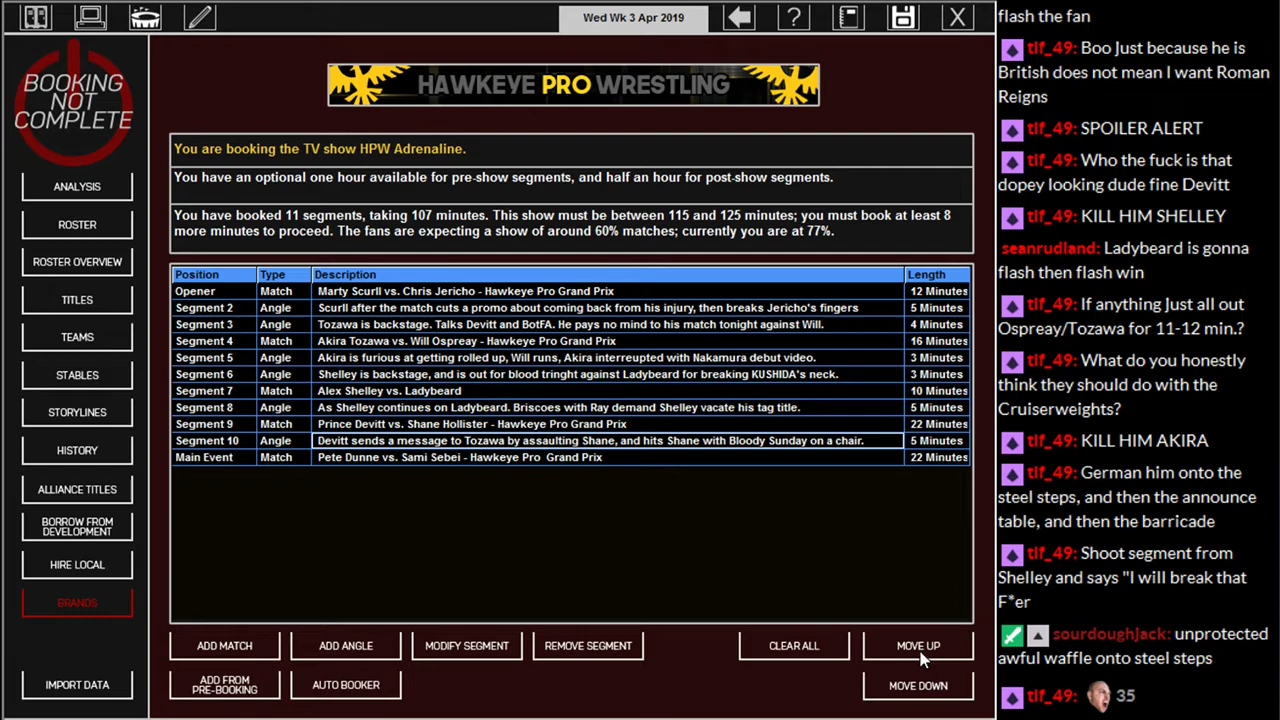 Wed Wk 3 Apr 2019
?
X
BOOKING
NOT
COMPLETE
ANALYSIS
ROSTER
ROSTER OVERVIEW
TITLES
TEAMS
STABLES
STORYLINES
HISTORY
ALLIANCE TITLES
BORROW FROM
DEVELOPMENT
HIRE LOCAL
BRANDS
IMPORT DATA
HAWKEYE PRO WRESTLING
You are booking the TV show HPW Adrenaline.
You have an optional one hour available for pre-show segments, and half an hour for post-show segments.
You have booked 11 segments, taking 107 minutes. This show must be between 115 and 125 minutes; you must book at least 8
more minutes to proceed. The fans are expecting a show of around 60% matches; currently you are at 77%.
Position Type Description Length
Opener Match Marty Scurll vs. Chris Jericho - Hawkeye Pro Grand Prix 12 Minutes
Segment 2 Angle Scurll after the match cuts a promo about coming back from his injury, then breaks Jericho's fingers 5 Minutes
Segment 3 Angle Tozawa is backstage. Talks Devitt and BotFA. He pays no mind to his match tonight against Will. 4 Minutes
Segment 4 Match Akira Tozawa vs. Will Ospreay - Hawkeye Pro Grand Prix 16 Minutes
Segment 5 Angle Akira is furious at getting rolled up, Will runs, Akira interreupted with Nakamura debut video. 3 Minutes
Segment 6 Angle Shelley is backstage, and is out for blood tringht against Ladybeard for breaking KUSHIDA's neck. 3 Minutes
Segment 7 Match Alex Shelley vs. Ladybeard 10 Minutes
Segment 8 Angle As Shelley continues on Ladybeard. Briscoes with Ray demand Shelley vacate his tag title. 5 Minutes
Segment 9 Match Prince Devitt vs. Shane Hollister - Hawkeye Pro Grand Prix 22 Minutes
Segment 10 Angle Devitt sends a message to Tozawa by assaulting Shane, and hits Shane with Bloody Sunday on a chair. 5 Minutes
Main Event Match Pete Dunne vs. Sami Sebei - Hawkeye Pro Grand Prix 22 Minutes
ADD MATCH
ADD ANGLE
MODIFY SEGMENT
REMOVE SEGMENT
CLEAR ALL
MOVE UP
ADD FROM
PRE-BOOKING
AUTO BOOKER
MOVE DOWN
flash the fan
tlf_49: Boo Just because he is
British does not mean I want Roman
Reigns
tlf_49: SPOILER ALERT
tlf_49: Who the fuck is that
dopey looking dude fine Devitt
tlf_49: KILL HIM SHELLEY
seanrudland: Ladybeard is gonna
flash then flash win
tlf_49: If anything Just all out
Ospreay/Tozawa for 11-12 min.?
tlf_49: What do you honestly
think they should do with the
Cruiserweights?
tlf_49: KILL HIM AKIRA
tlf_49: German him onto the
steel steps, and then the announce
table, and then the barricade
tlf_49: Shoot segment from
Shelley and says "I will break that
F*er
sourdoughjack: unprotected
awful waffle onto steel steps
tlf_49: 35